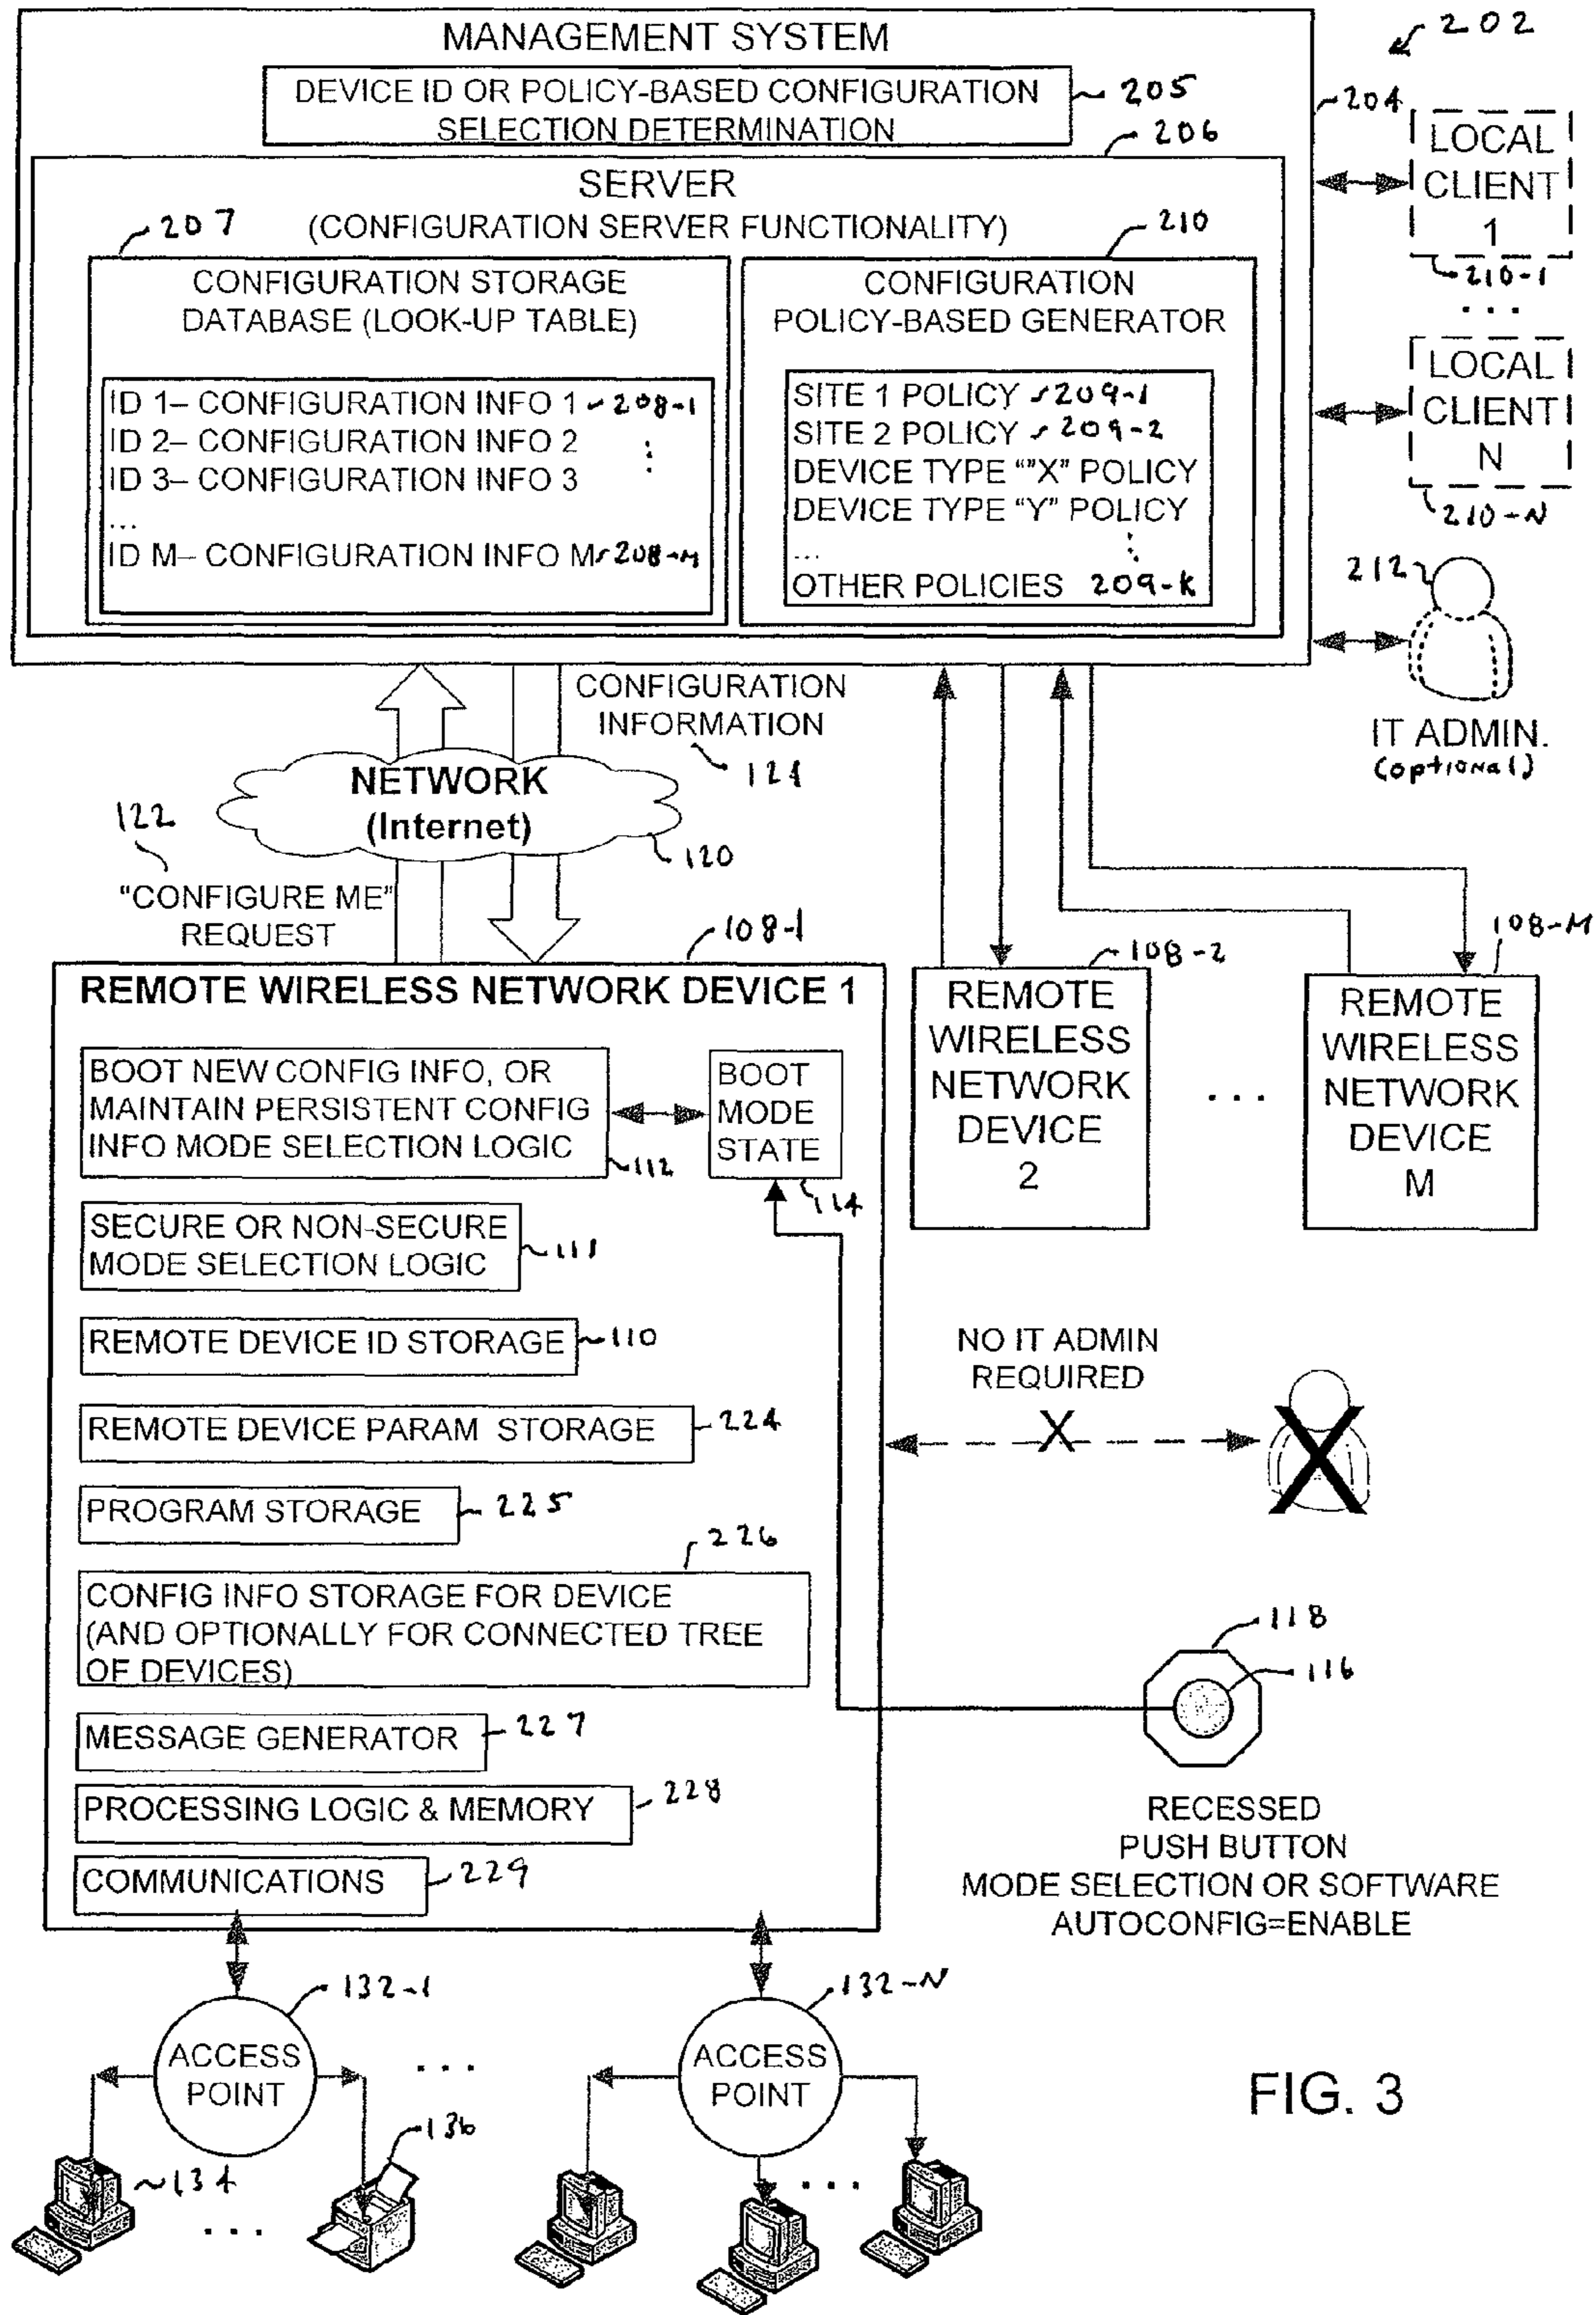 202
MANAGEMENT SYSTEM
DEVICE ID OR POLICY-BASED CONFIGURATION
SELECTION DETERMINATION
205
204
206
SERVER
(CONFIGURATION SERVER FUNCTIONALITY)
207
210
CONFIGURATION STORAGE
DATABASE (LOOK-UP TABLE)
ID 1– CONFIGURATION INFO 1 208-1
ID 2– CONFIGURATION INFO 2
ID 3– CONFIGURATION INFO 3
...
ID M– CONFIGURATION INFO M 208-M
CONFIGURATION
POLICY-BASED GENERATOR
SITE 1 POLICY 209-1
SITE 2 POLICY 209-2
DEVICE TYPE “"X" POLICY
DEVICE TYPE “Y” POLICY
...
OTHER POLICIES 209-K
LOCAL
CLIENT
1
210-1
...
LOCAL
CLIENT
N
210-N
212
IT ADMIN.
(optional)
CONFIGURATION
INFORMATION
121
NETWORK
(Internet)
120
122
"CONFIGURE ME"
REQUEST
108-1
REMOTE WIRELESS NETWORK DEVICE 1
BOOT NEW CONFIG INFO, OR
MAINTAIN PERSISTENT CONFIG
INFO MODE SELECTION LOGIC
112
BOOT
MODE
STATE
114
SECURE OR NON-SECURE
MODE SELECTION LOGIC
111
REMOTE DEVICE ID STORAGE
110
REMOTE DEVICE PARAM STORAGE
224
PROGRAM STORAGE
225
226
CONFIG INFO STORAGE FOR DEVICE
(AND OPTIONALLY FOR CONNECTED TREE
OF DEVICES)
MESSAGE GENERATOR
227
PROCESSING LOGIC & MEMORY
228
COMMUNICATIONS
229
108-2
REMOTE
WIRELESS
NETWORK
DEVICE
2
...
108-M
REMOTE
WIRELESS
NETWORK
DEVICE
M
NO IT ADMIN
REQUIRED
X
118
116
RECESSED
PUSH BUTTON
MODE SELECTION OR SOFTWARE
AUTOCONFIG=ENABLE
132-1
ACCESS
POINT
...
132-N
ACCESS
POINT
134
...
136
...
FIG. 3